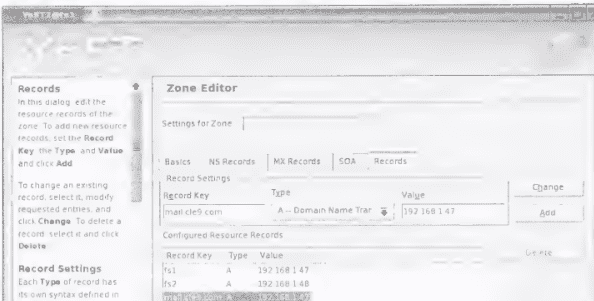 Records
In this dialog, edit the
resource records of the
zone. To add new resource
records, set the Record
Key, the Type, and Value
and click Add.
To change an existing
record, select it, modify
requested entries, and
click Change. To delete a
record, select it and click
Delete.
Record Settings
Each Type of record has
its own syntax defined in
Zone Editor
Settings for Zone
Basics NS Records MX Records SOA Records
Record Settings
Record Key Type Value
mail.cle9.com A -- Domain Name Tran 192.168.1.47
Change
Add
Delete
Configured Resource Records
Record Key Type Value
fs1 A 192.168.1.47
fs2 A 192.168.1.48